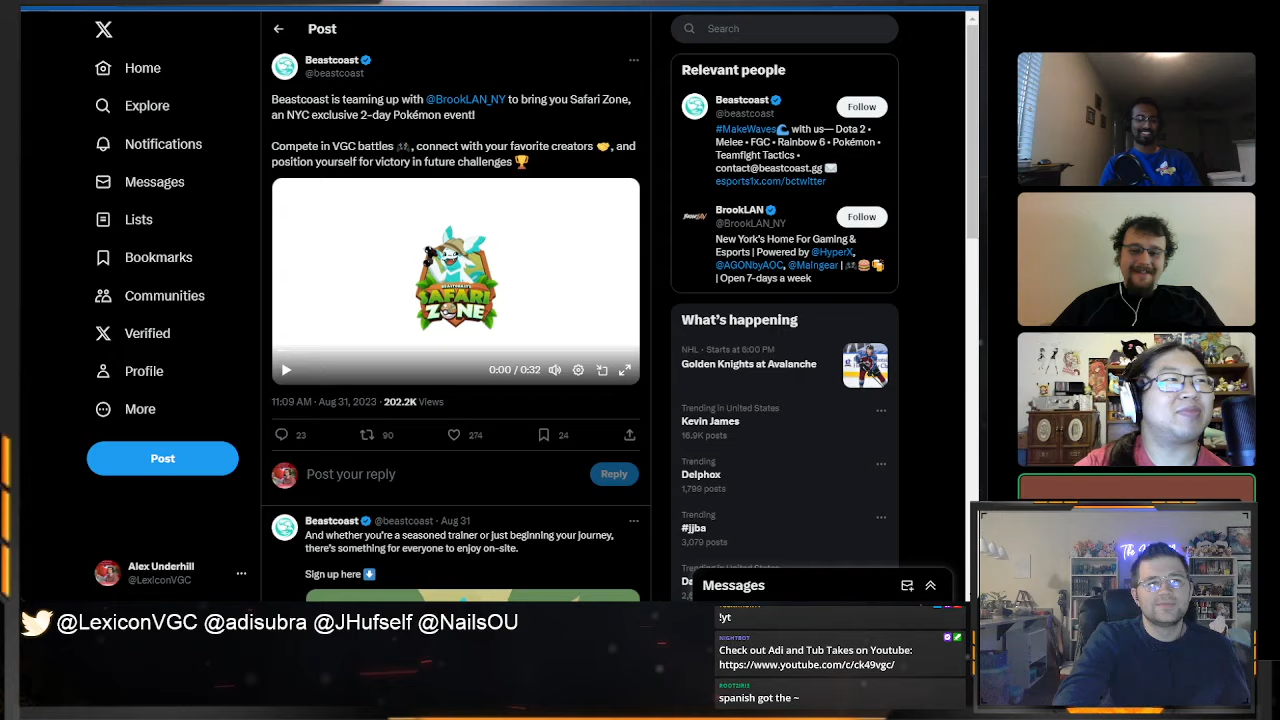 Home
Explore
Notifications
Messages
Lists
Bookmarks
Communities
Verified
Profile
More
Post
Alex Underhill
@LexiconVGC
Post
Beastcoast
@beastcoast
Beastcoast is teaming up with @BrookLAN_NY to bring you Safari Zone,
an NYC exclusive 2-day Pokémon event!
Compete in VGC battles 🎮, connect with your favorite creators 🤝, and
position yourself for victory in future challenges 🏆
BEASTCOAST'S
SAFARI
ZONE
0:00 / 0:32
11:09 AM · Aug 31, 2023 · 202.2K Views
23 90 274 24
Post your reply
Reply
Beastcoast @beastcoast · Aug 31
And whether you're a seasoned trainer or just beginning your journey,
there's something for everyone to enjoy on-site.
Sign up here ⬇️
Search
Relevant people
Beastcoast
@beastcoast
Follow
#MakeWaves🌊 with us— Dota 2 •
Melee • FGC • Rainbow 6 • Pokémon •
Teamfight Tactics •
contact@beastcoast.gg ✉️
esports1x.com/bctwitter
BrookLAN
@BrookLAN_NY
Follow
New York's Home For Gaming &
Esports | Powered by @HyperX,
@AGONbyAOC, @Maingear | 🎮🍔🍻
| Open 7-days a week
What's happening
NHL · Starts at 6:00 PM
Golden Knights at Avalanche
Trending in United States
Kevin James
16.9K posts
Trending
Delphox
1,799 posts
Trending
#jjba
3,079 posts
Messages
@LexiconVGC @adisubra @JHufself @NailsOU
!yt
NIGHTBOT
Check out Adi and Tub Takes on Youtube:
https://www.youtube.com/c/ck49vgc/
spanish got the ~